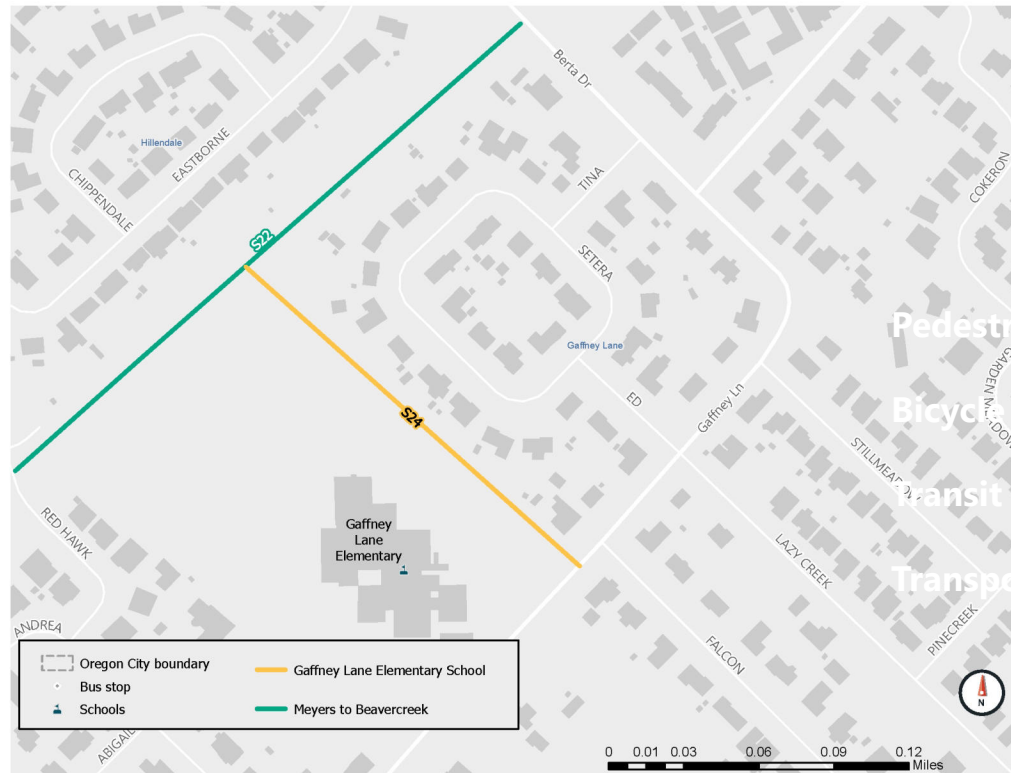 Berta Dr
Hillendale
EASTBORNE
CHIPPENDALE
TINA
COKERON
S22
SETERA
Pedestr
Gaffney Lane
GARDEN MEADOW
ED
Gaffney Ln
Bicycle
S24
STILLMEADOW
Transit
RED HAWK
Gaffney
Lane
Elementary
LAZY CREEK
Transpo
ANDREA
FALCON
PINECREEK
Oregon City boundary
Bus stop
Schools
Gaffney Lane Elementary School
Meyers to Beavercreek
N
0 0.01 0.03 0.06 0.09 0.12
Miles